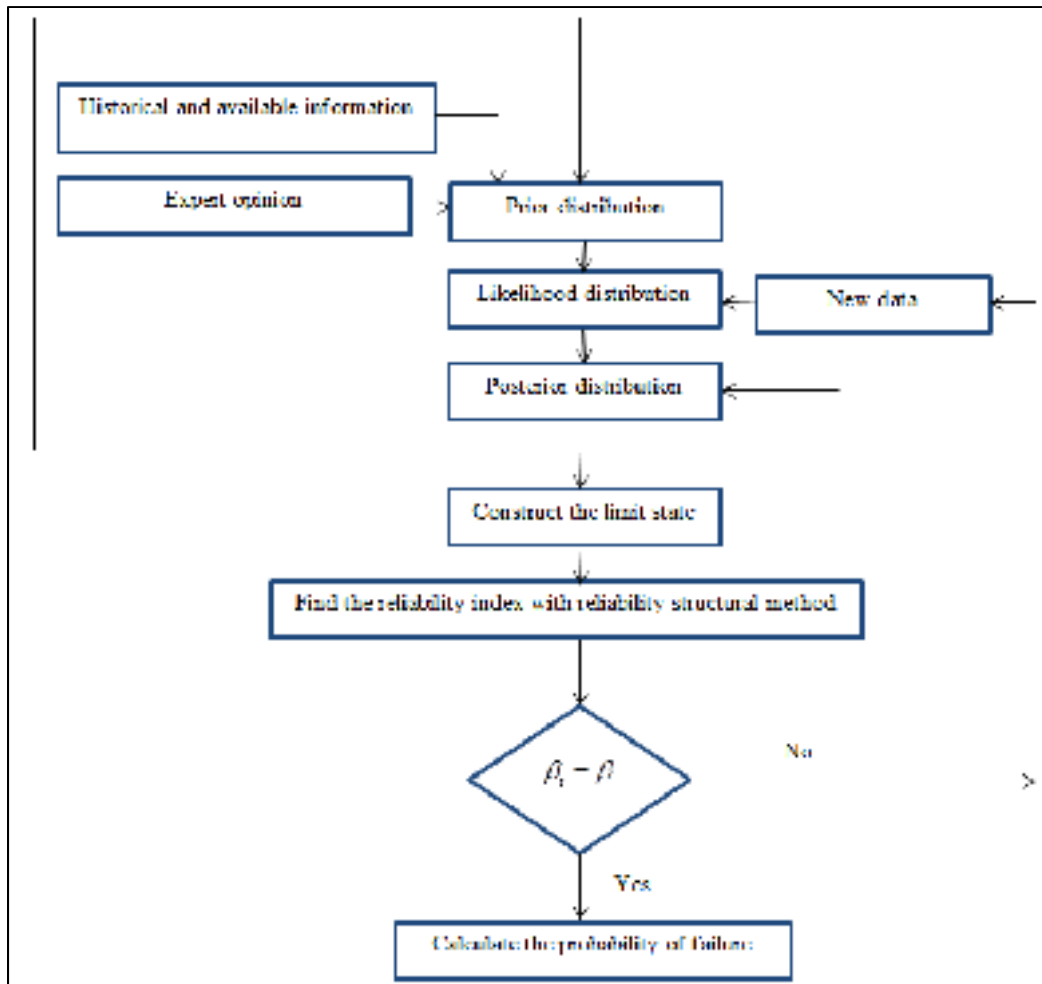 Historical and available information
Expert opinion
Prior distribution
Likelihood distribution
New data
Posterior distribution
Construct the limit state
Find the reliability index with reliability structural method
No
Yes
Calculate the probability of failure